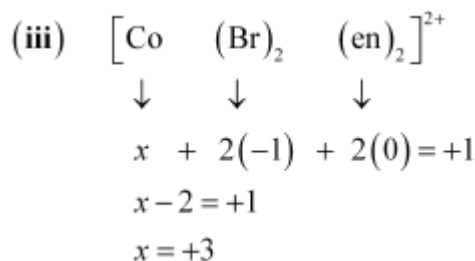 (iii) [Co (Br)₂ (en)₂]²⁺
↓ ↓ ↓
x + 2(−1) + 2(0) = +1
x − 2 = +1
x = +3